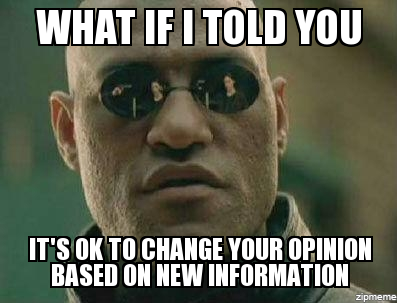 WHAT IF I TOLD YOU
IT'S OK TO CHANGE YOUR OPINION
BASED ON NEW INFORMATION
zipmeme